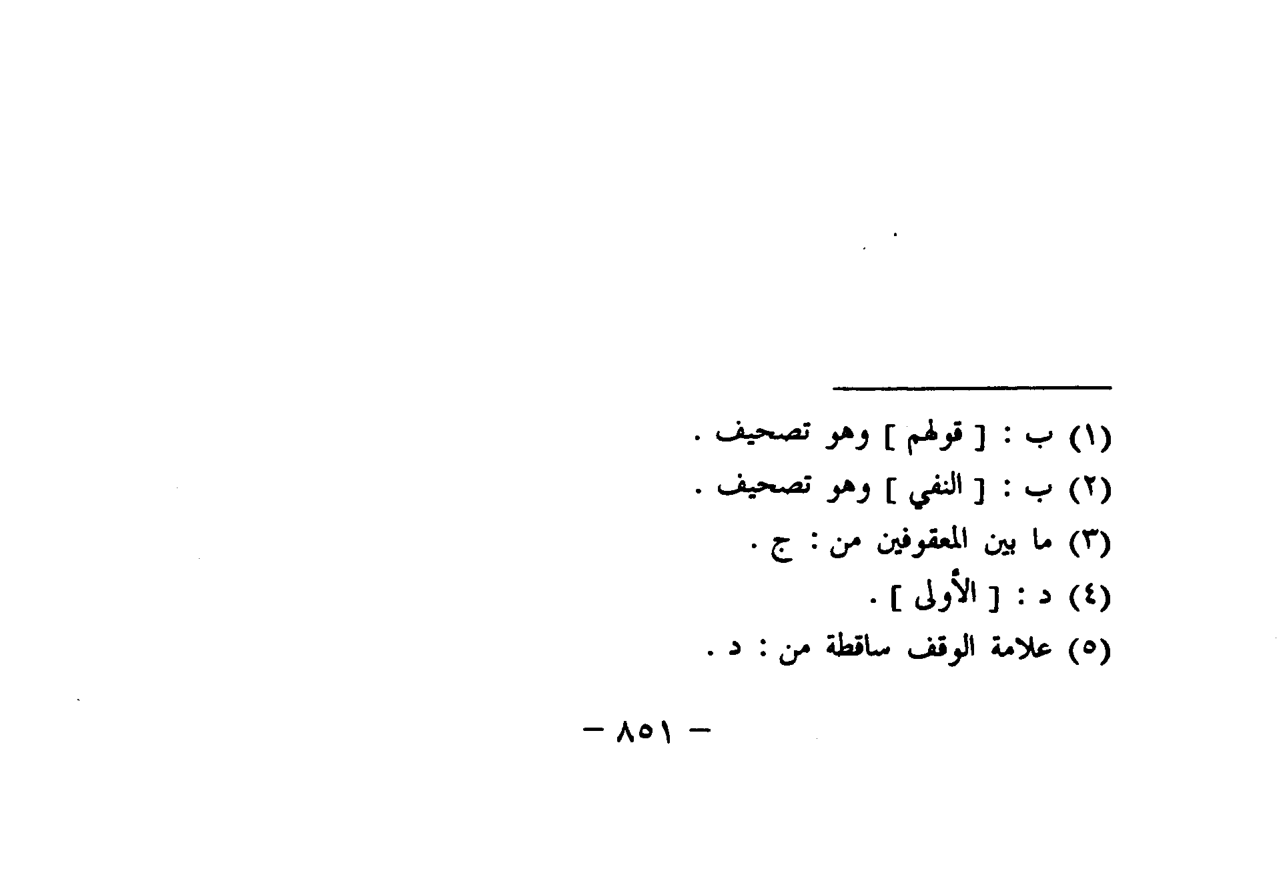 (١) ب : [ قولهم ] وهو تصحيف .
(٢) ب : [ النفي ] وهو تصحيف .
(٣) ما بين المعقوفين من : ج .
(٤) د : [ الأولى ] .
(٥) علامة الوقف ساقطة من : د .
– ٨٥١ –